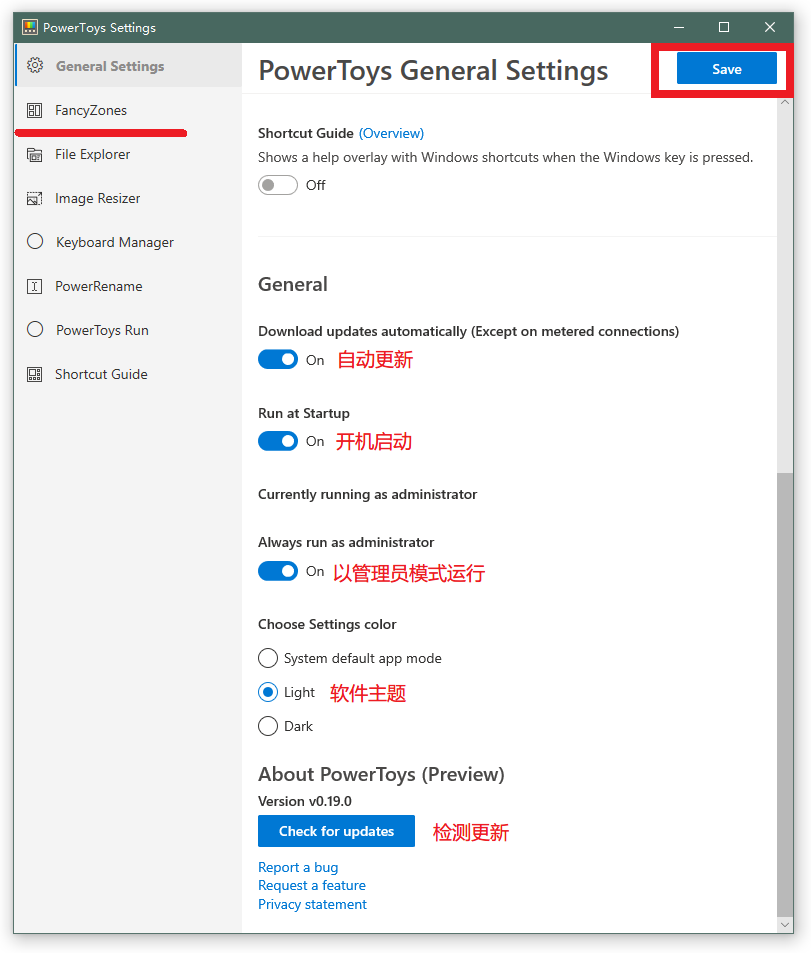 PowerToys Settings
General Settings
FancyZones
File Explorer
Image Resizer
Keyboard Manager
PowerRename
PowerToys Run
Shortcut Guide
PowerToys General Settings
Save
Shortcut Guide (Overview)
Shows a help overlay with Windows shortcuts when the Windows key is pressed.
Off
General
Download updates automatically (Except on metered connections)
On 自动更新
Run at Startup
On 开机启动
Currently running as administrator
Always run as administrator
On 以管理员模式运行
Choose Settings color
System default app mode
Light 软件主题
Dark
About PowerToys (Preview)
Version v0.19.0
Check for updates 检测更新
Report a bug
Request a feature
Privacy statement